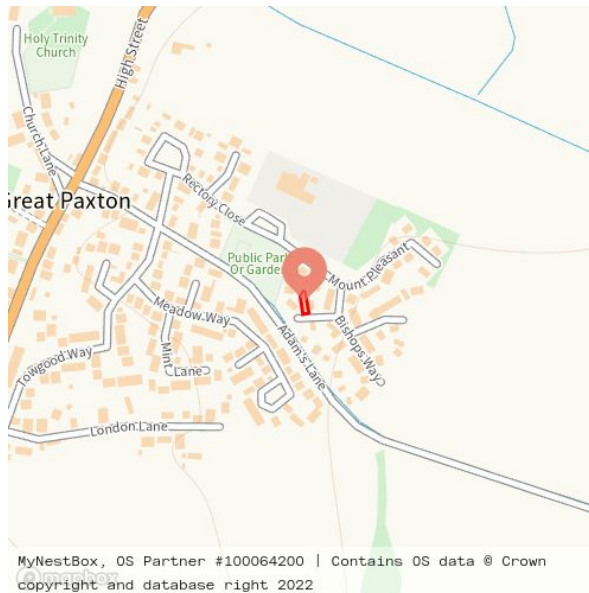 Holy Trinity
Church
High Street
Church Lane
Great Paxton
Rectory Close
Public Park
Or Garden
Mount Pleasant
Meadow Way
Adam's Lane
Bishops Way
Towgood Way
Mint Lane
London Lane
MyNestBox, OS Partner #100064200 | Contains OS data © Crown
copyright and database right 2022
mapbox